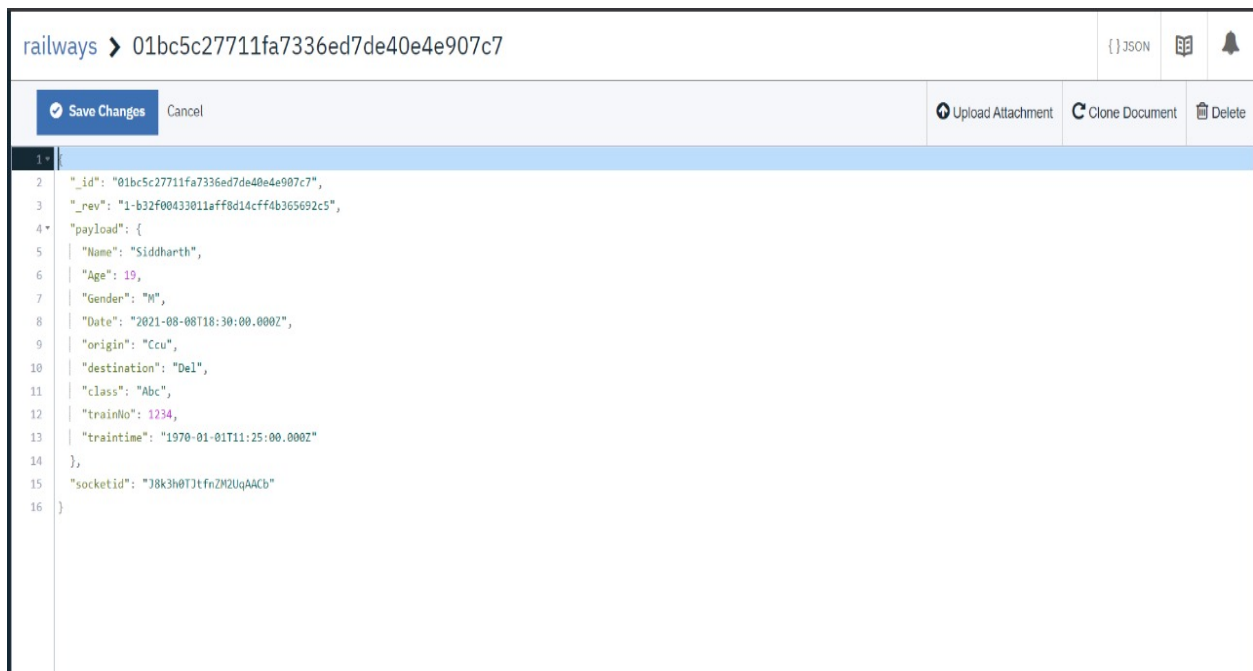 railways > 01bc5c27711fa7336ed7de40e4e907c7
{ } JSON
Save Changes Cancel
Upload Attachment Clone Document Delete
1 {
2 "_id": "01bc5c27711fa7336ed7de40e4e907c7",
3 "_rev": "1-b32f00433011aff8d14cff4b365692c5",
4 "payload": {
5 "Name": "Siddharth",
6 "Age": 19,
7 "Gender": "M",
8 "Date": "2021-08-08T18:30:00.000Z",
9 "origin": "Ccu",
10 "destination": "Del",
11 "class": "Abc",
12 "trainNo": 1234,
13 "traintime": "1970-01-01T11:25:00.000Z"
14 },
15 "socketid": "J8k3h0TJtfnZM2UqAACb"
16 }